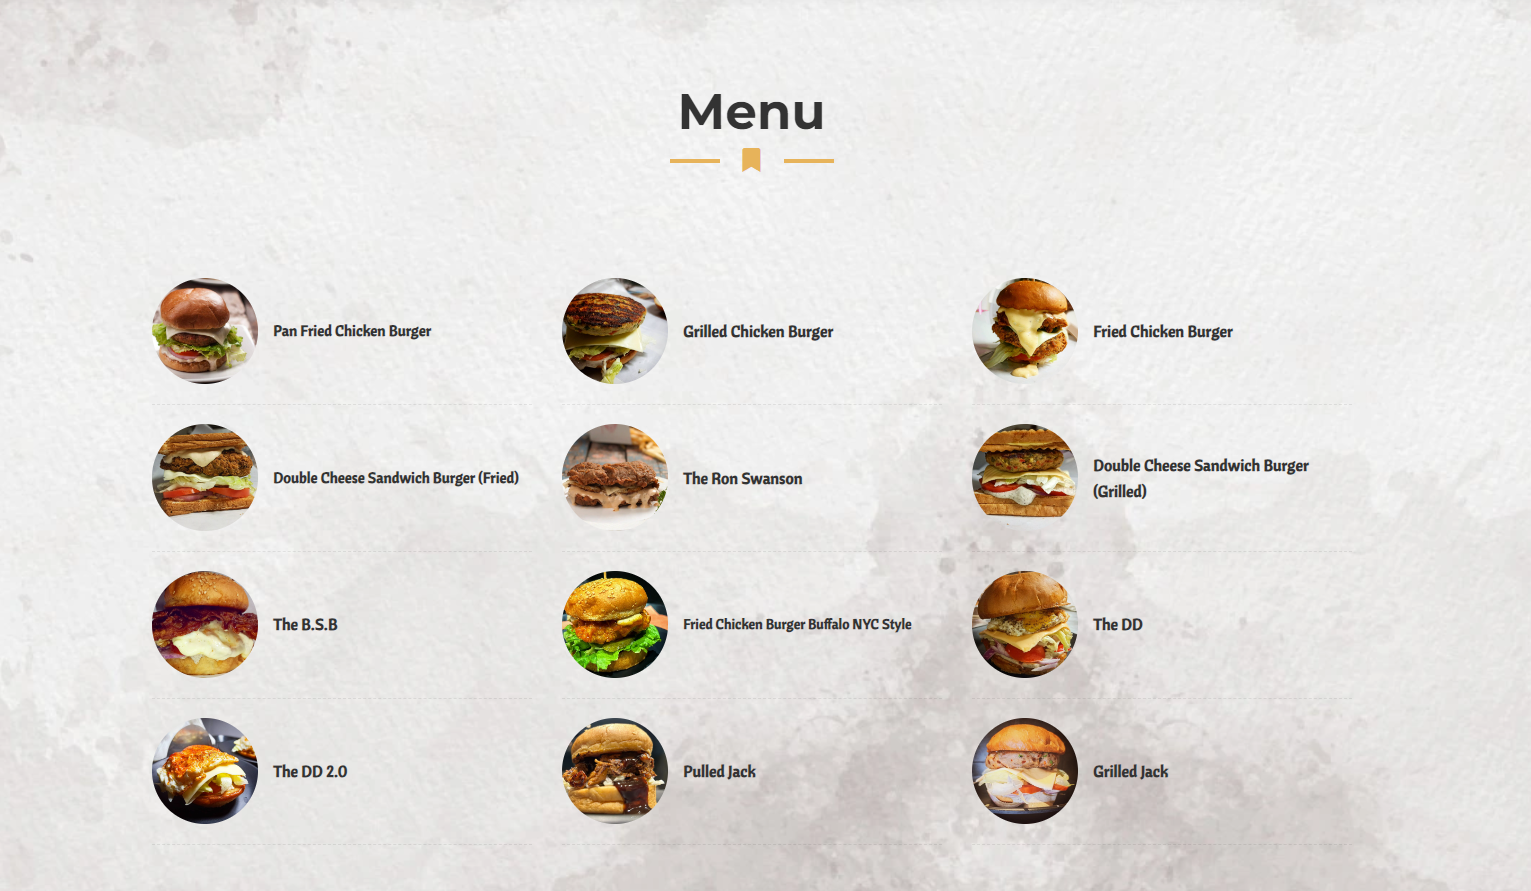 Menu
Pan Fried Chicken Burger
Grilled Chicken Burger
Fried Chicken Burger
Double Cheese Sandwich Burger (Fried)
The Ron Swanson
Double Cheese Sandwich Burger
(Grilled)
The B.S.B
Fried Chicken Burger Buffalo NYC Style
The DD
The DD 2.0
Pulled Jack
Grilled Jack